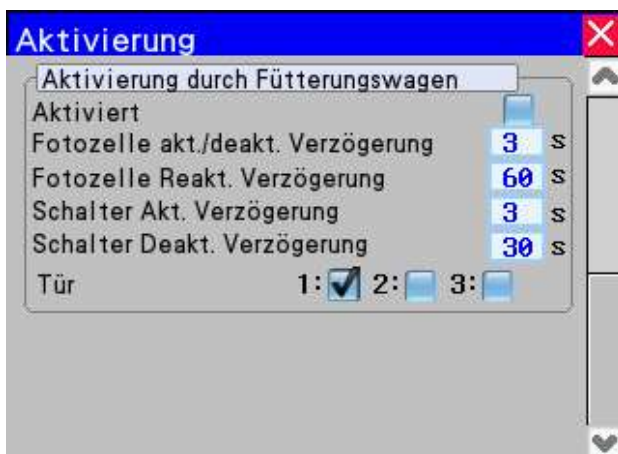 Aktivierung
Aktivierung durch Fütterungswagen
Aktiviert
Fotozelle akt./deakt. Verzögerung 3 s
Fotozelle Reakt. Verzögerung 60 s
Schalter Akt. Verzögerung 3 s
Schalter Deakt. Verzögerung 30 s
Tür 1: 2: 3: